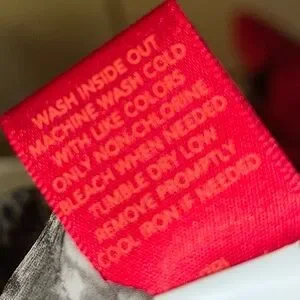 WASH INSIDE OUT
MACHINE WASH COLD
WITH LIKE COLORS
ONLY NON-CHLORINE
BLEACH WHEN NEEDED
TUMBLE DRY LOW
REMOVE PROMPTLY
COOL IRON IF NEEDED